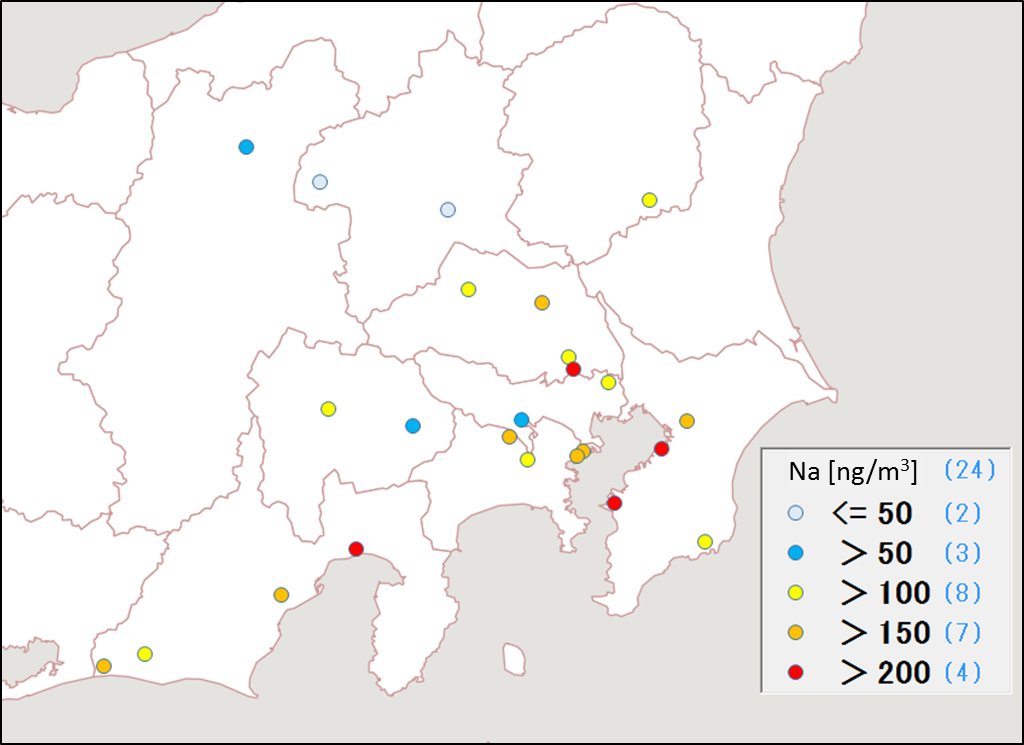 Na [ng/m³] (24)
<= 50 (2)
> 50 (3)
> 100 (8)
> 150 (7)
> 200 (4)